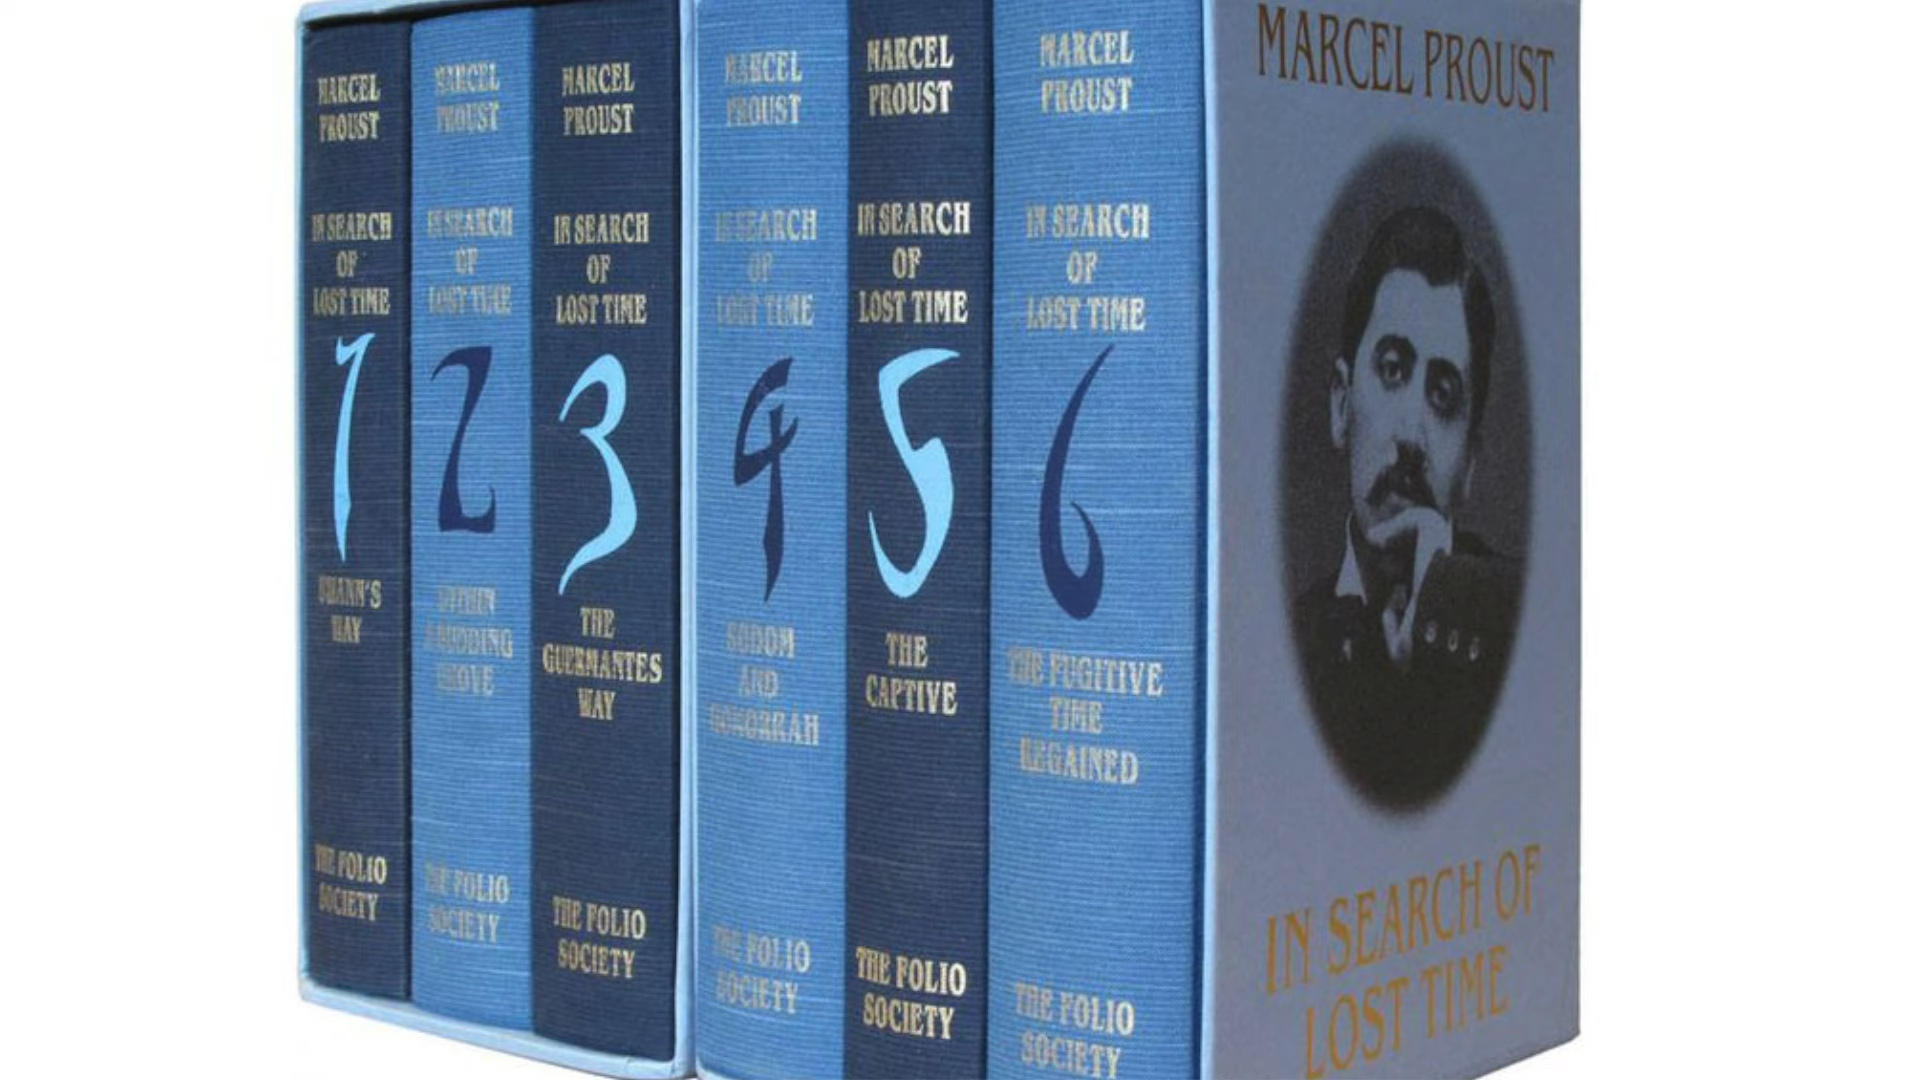 MARCEL
PROUST
IN SEARCH
OF
LOST TIME
1
SWANN'S
WAY
THE FOLIO
SOCIETY
MARCEL
PROUST
IN SEARCH
OF
LOST TIME
2
WITHIN
A BUDDING
GROVE
THE FOLIO
SOCIETY
MARCEL
PROUST
IN SEARCH
OF
LOST TIME
3
THE
GUERMANTES
WAY
THE FOLIO
SOCIETY
MARCEL
PROUST
IN SEARCH
OF
LOST TIME
4
SODOM
AND
GOMORRAH
THE FOLIO
SOCIETY
MARCEL
PROUST
IN SEARCH
OF
LOST TIME
5
THE
CAPTIVE
THE FOLIO
SOCIETY
MARCEL
PROUST
IN SEARCH
OF
LOST TIME
6
THE FUGITIVE
TIME
REGAINED
THE FOLIO
SOCIETY
MARCEL PROUST
IN SEARCH OF
LOST TIME